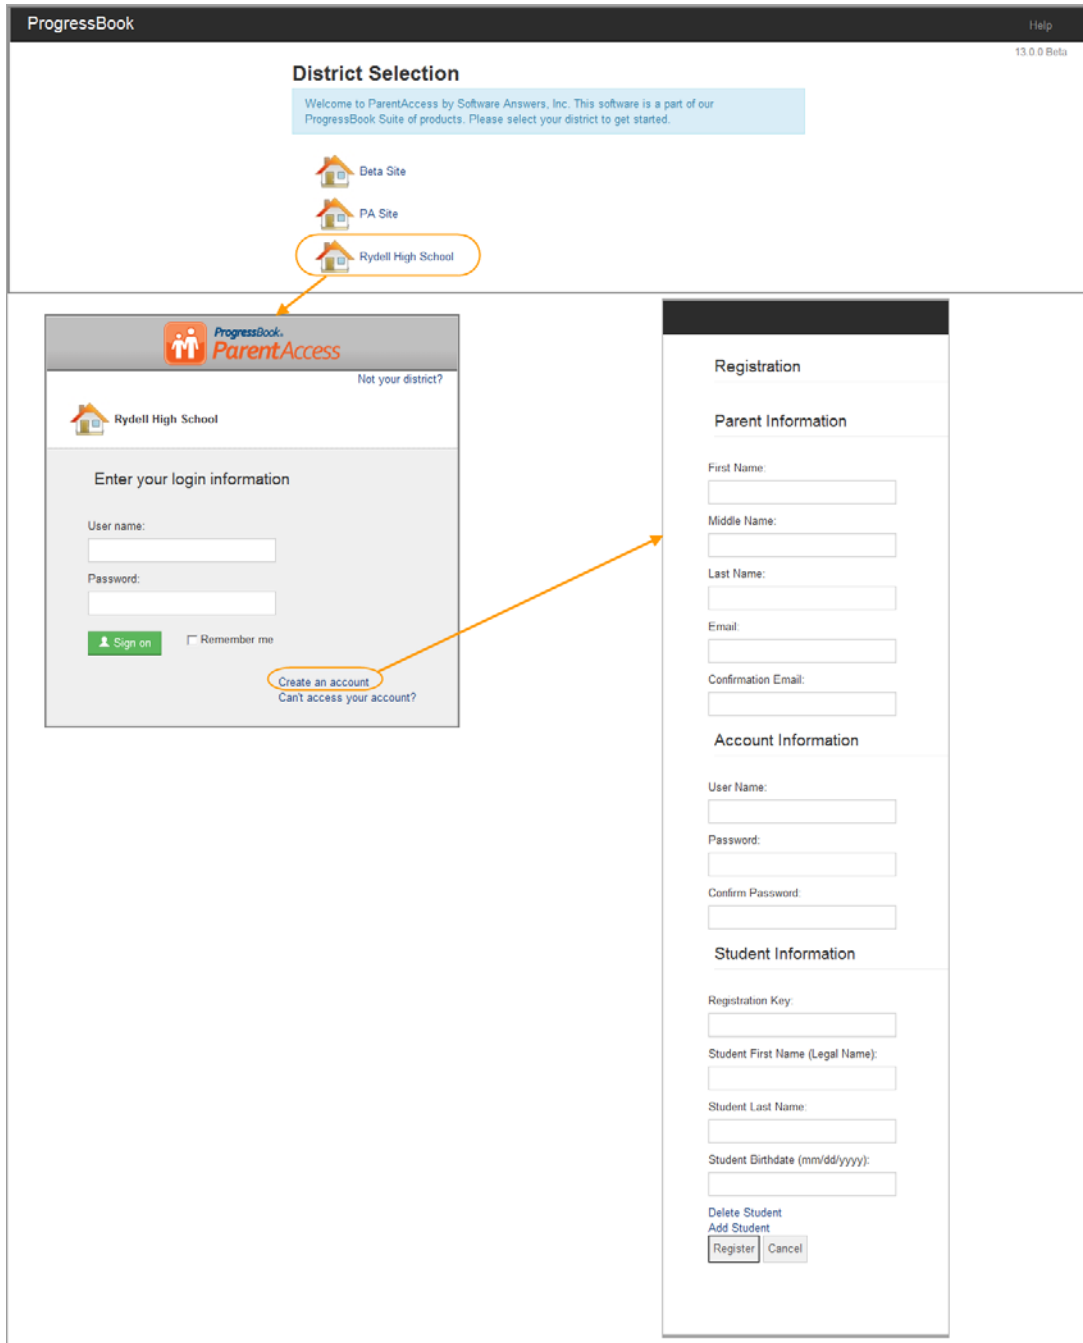 ProgressBook
Help
13.0.0 Beta
District Selection
Welcome to ParentAccess by Software Answers, Inc. This software is a part of our
ProgressBook Suite of products. Please select your district to get started.
Beta Site
PA Site
Rydell High School
ProgressBook
ParentAccess
Not your district?
Rydell High School
Enter your login information
User name:
Password:
Sign on
Remember me
Create an account
Can't access your account?
Registration
Parent Information
First Name:
Middle Name:
Last Name:
Email:
Confirmation Email:
Account Information
User Name:
Password:
Confirm Password:
Student Information
Registration Key:
Student First Name (Legal Name):
Student Last Name:
Student Birthdate (mm/dd/yyyy):
Delete Student
Add Student
Register Cancel